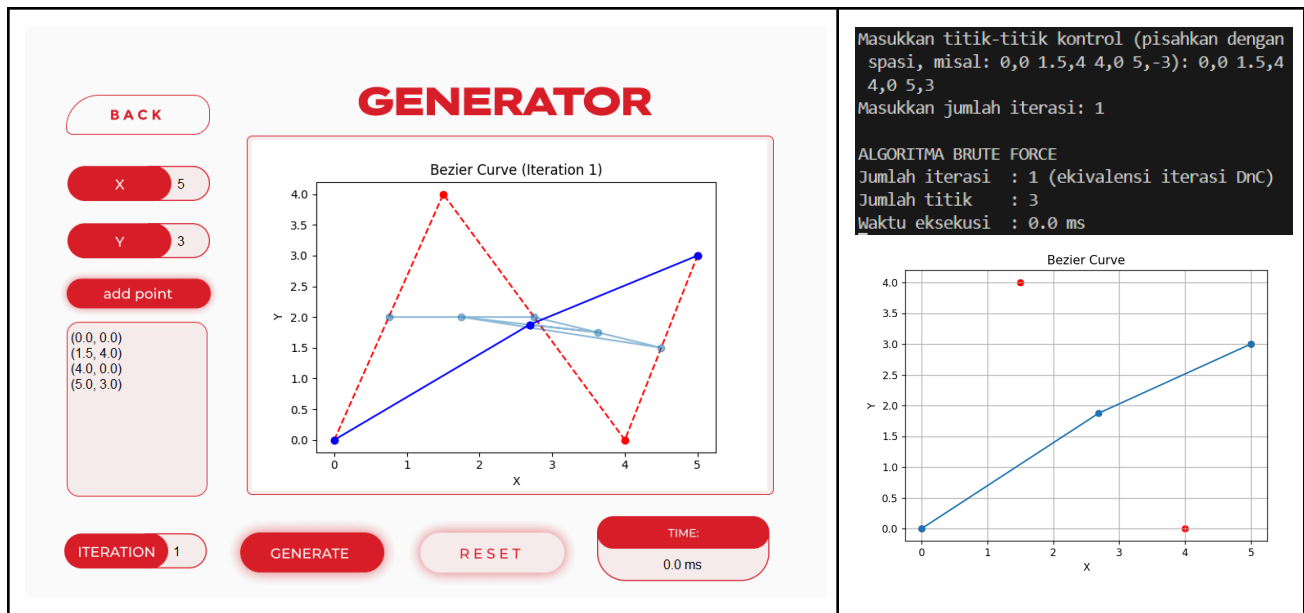 BACK
GENERATOR
X 5
Y 3
add point
(0.0, 0.0)
(1.5, 4.0)
(4.0, 0.0)
(5.0, 3.0)
Bezier Curve (Iteration 1)
4.0
3.5
3.0
2.5
2.0
1.5
1.0
0.5
0.0
Y
0 1 2 3 4 5
X
ITERATION 1
GENERATE
RESET
TIME:
0.0 ms
Masukkan titik-titik kontrol (pisahkan dengan
spasi, misal: 0,0 1.5,4 4,0 5,-3): 0,0 1.5,4
4,0 5,3
Masukkan jumlah iterasi: 1
ALGORITMA BRUTE FORCE
Jumlah iterasi : 1 (ekivalensi iterasi DnC)
Jumlah titik : 3
Waktu eksekusi : 0.0 ms
Bezier Curve
4.0
3.5
3.0
2.5
2.0
1.5
1.0
0.5
0.0
Y
0 1 2 3 4 5
X